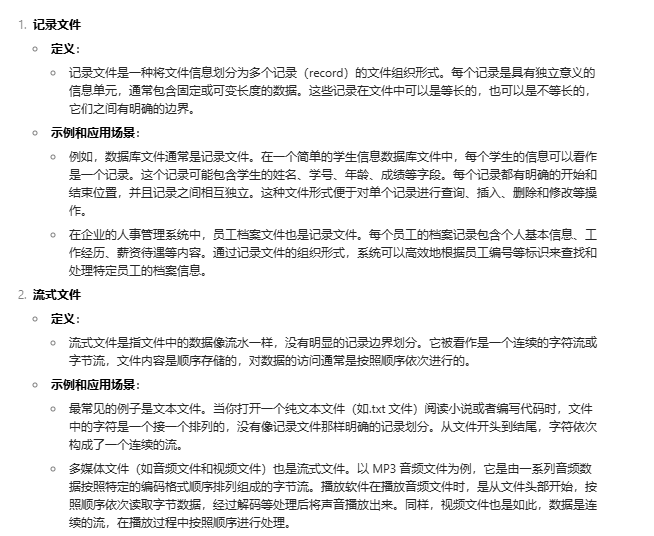 1. 记录文件
定义：
记录文件是一种将文件信息划分为多个记录（record）的文件组织形式。每个记录是具有独立意义的
信息单元，通常包含固定或可变长度的数据。这些记录在文件中可以是等长的，也可以是不等长的，
它们之间有明确的边界。
示例和应用场景：
例如，数据库文件通常是记录文件。在一个简单的学生信息数据库文件中，每个学生的信息可以看作
是一个记录。这个记录可能包含学生的姓名、学号、年龄、成绩等字段。每个记录都有明确的开始和
结束位置，并且记录之间相互独立。这种文件形式便于对单个记录进行查询、插入、删除和修改等操
作。
在企业的人事管理系统中，员工档案文件也是记录文件。每个员工的档案记录包含个人基本信息、工
作经历、薪资待遇等内容。通过记录文件的组织形式，系统可以高效地根据员工编号等标识来查找和
处理特定员工的档案信息。
2. 流式文件
定义：
流式文件是指文件中的数据像流水一样，没有明显的记录边界划分。它被看作是一个连续的字符流或
字节流，文件内容是顺序存储的，对数据的访问通常是按照顺序依次进行的。
示例和应用场景：
最常见的例子是文本文件。当你打开一个纯文本文件（如.txt 文件）阅读小说或者编写代码时，文件
中的字符是一个接一个排列的，没有像记录文件那样明确的记录划分。从文件开头到结尾，字符依次
构成了一个连续的流。
多媒体文件（如音频文件和视频文件）也是流式文件。以 MP3 音频文件为例，它是由一系列音频数
据按照特定的编码格式顺序排列组成的字节流。播放软件在播放音频文件时，是从文件头部开始，按
照顺序依次读取字节数据，经过解码等处理后将声音播放出来。同样，视频文件也是如此，数据是连
续的流，在播放过程中按照顺序进行处理。